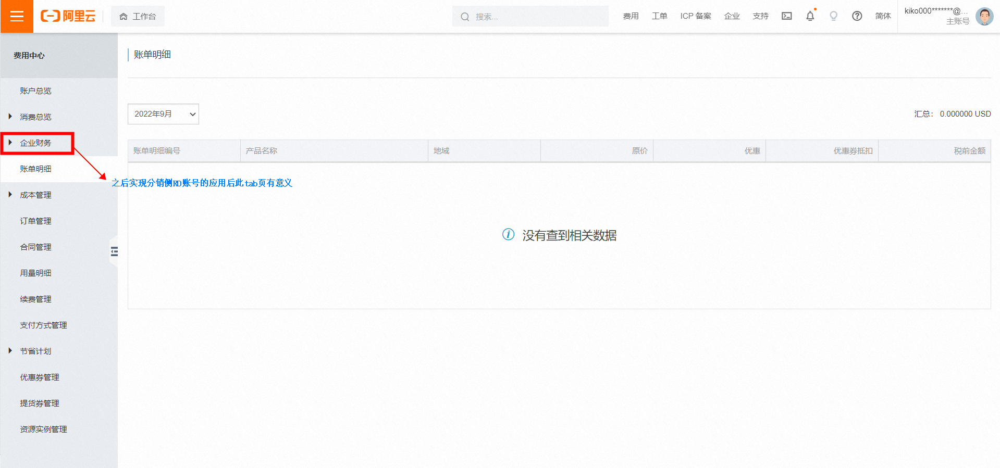 阿里云
工作台
搜索...
费用
工单
ICP 备案
企业
支持
简体
kiko000*******@...
主账号
费用中心
账户总览
消费总览
企业财务
账单明细
成本管理
订单管理
合同管理
用量明细
续费管理
支付方式管理
节省计划
优惠券管理
提货券管理
资源实例管理
账单明细
2022年9月
汇总： 0.000000 USD
账单明细编号 产品名称 地域 原价 优惠 优惠券抵扣 税前金额
之后实现分销侧RD账号的应用后此tab页有意义
没有查到相关数据